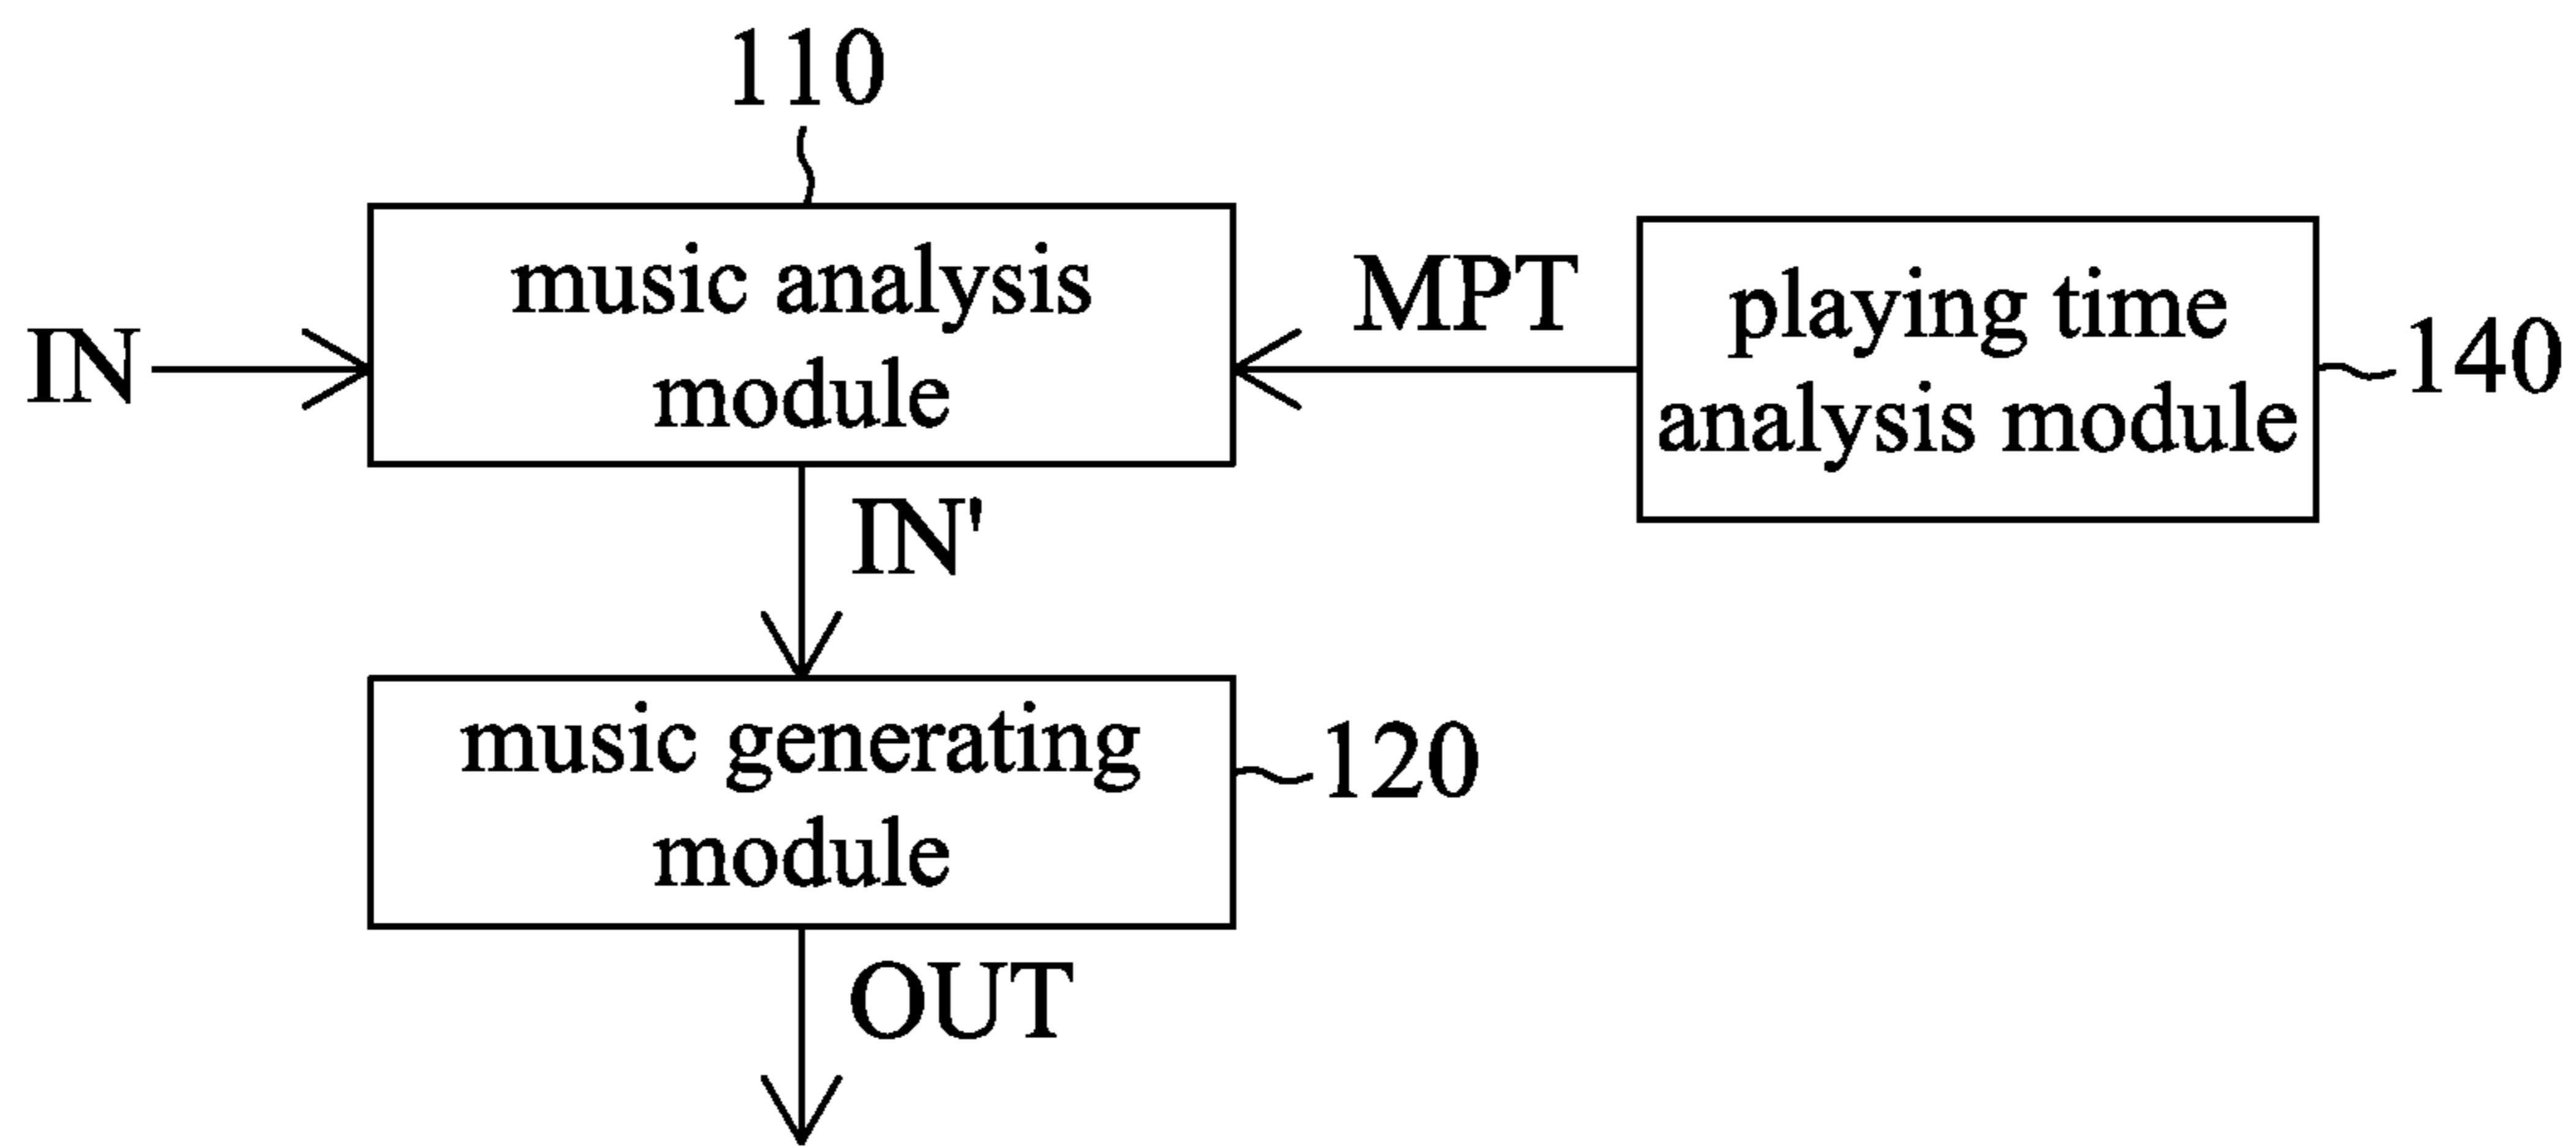 110
music analysis
module
IN
MPT
playing time
analysis module
140
IN'
music generating
module
120
OUT